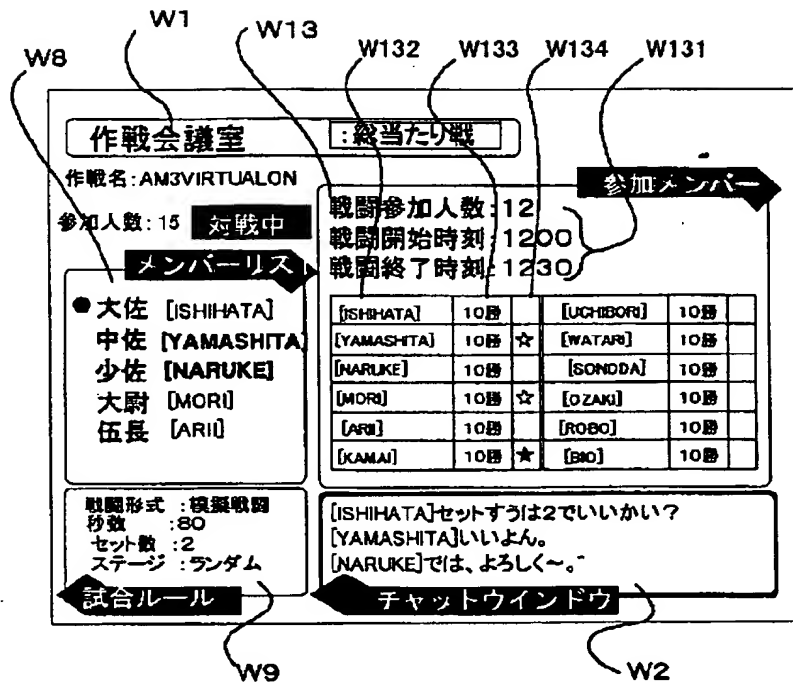 W8
W1
W13
W132
W133
W134
W131
作戦会議室
:総当たり戦
作戦名:AM3VIRTUALON
参加人数:15
対戦中
参加メンバー
戦闘参加人数:12
戦闘開始時刻:1200
戦闘終了時刻:1230
メンバーリスト
●大佐 [ISHIHATA]
中佐 [YAMASHITA]
少佐 [NARUKE]
大尉 [MORI]
伍長 [ARII]
[ISHIHATA] 10勝 [UCHIBORI] 10勝
[YAMASHITA] 10勝 ☆ [WATARI] 10勝
[NARUKE] 10勝 [SONODA] 10勝
[MORI] 10勝 ☆ [OZAKI] 10勝
[ARII] 10勝 [ROBO] 10勝
[KAMAI] 10勝 ★ [BIO] 10勝
戦闘形式 :模擬戦闘
秒数 :80
セット数 :2
ステージ :ランダム
試合ルール
[ISHIHATA]セットすうは2でいいかい?
[YAMASHITA]いいよん。
[NARUKE]では、よろしく~。
チャットウインドウ
W9
W2